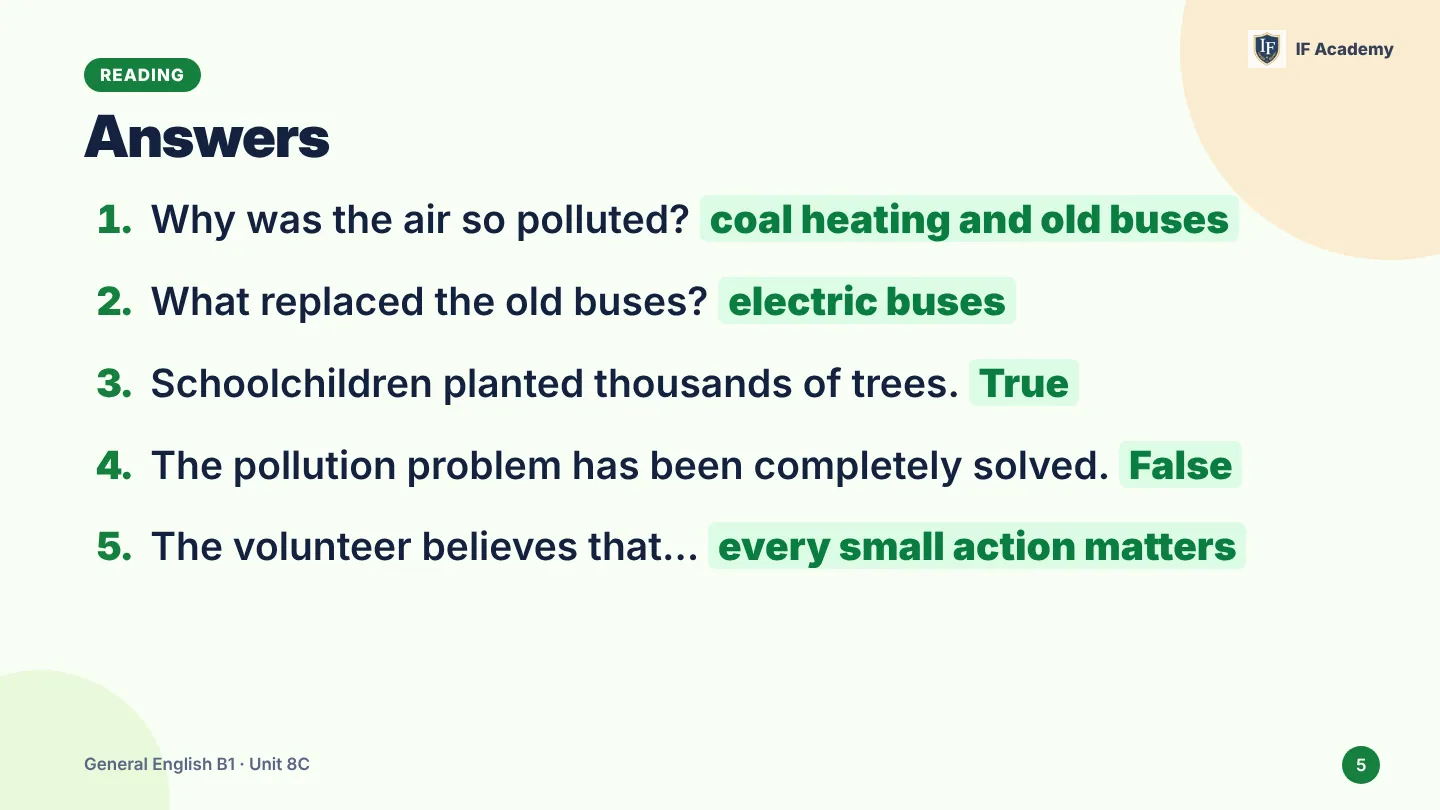 IF
IF Academy
READING
Answers
1. Why was the air so polluted? coal heating and old buses
2. What replaced the old buses? electric buses
3. Schoolchildren planted thousands of trees. True
4. The pollution problem has been completely solved. False
5. The volunteer believes that... every small action matters
General English B1 · Unit 8C
5